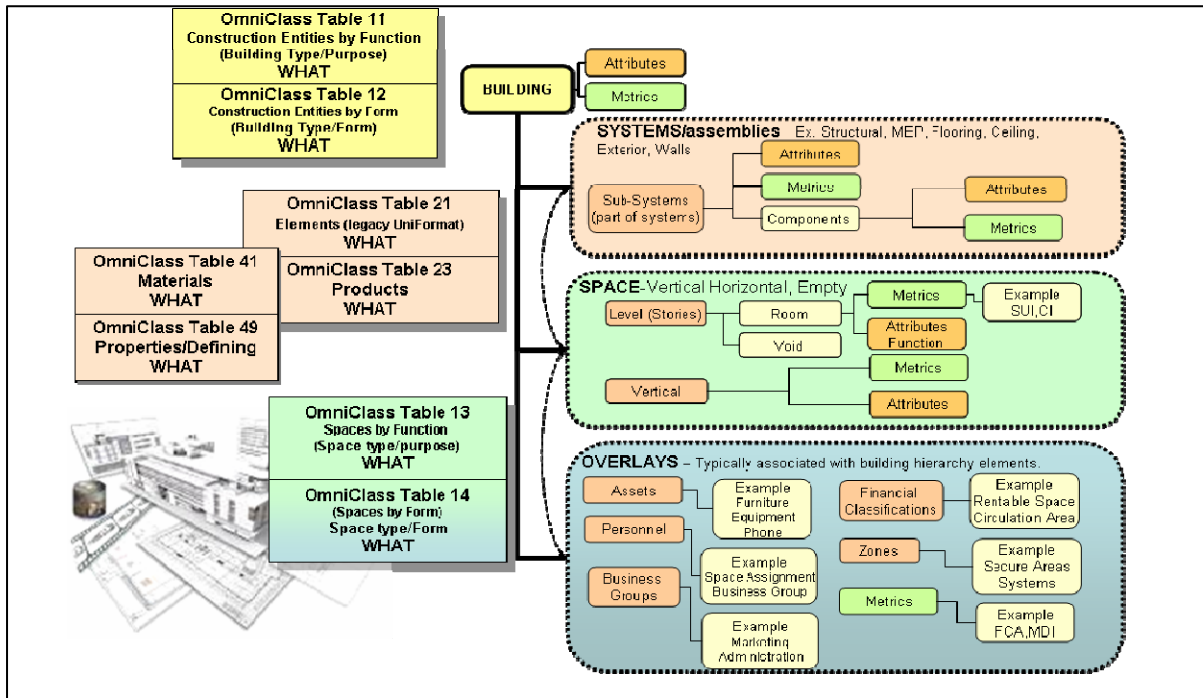 OmniClass Table 11
Construction Entities by Function
(Building Type/Purpose)
WHAT
OmniClass Table 12
Construction Entities by Form
(Building Type/Form)
WHAT
BUILDING
Attributes
Metrics
SYSTEMS/assemblies Ex. Structural, MEP, Flooring, Ceiling,
Exterior, Walls
Attributes
Metrics
Components
Sub-Systems
(part of systems)
Attributes
Metrics
OmniClass Table 21
Elements (legacy UniFormat)
WHAT
OmniClass Table 23
Products
WHAT
OmniClass Table 41
Materials
WHAT
OmniClass Table 49
Properties/Defining
WHAT
SPACE-Vertical Horizontal, Empty
Level (Stories)
Room
Void
Metrics
Example
SUI,CI
Attributes
Function
Vertical
Metrics
Attributes
OmniClass Table 13
Spaces by Function
(Space type/purpose)
WHAT
OmniClass Table 14
(Spaces by Form)
Space type/Form
WHAT
OVERLAYS – Typically associated with building hierarchy elements.
Assets
Example
Furniture
Equipment
Phone
Personnel
Example
Space Assignment
Business Group
Business
Groups
Example
Marketing
Administration
Financial
Classifications
Example
Rentable Space
Circulation Area
Zones
Example
Secure Areas
Systems
Metrics
Example
FCA,MDI